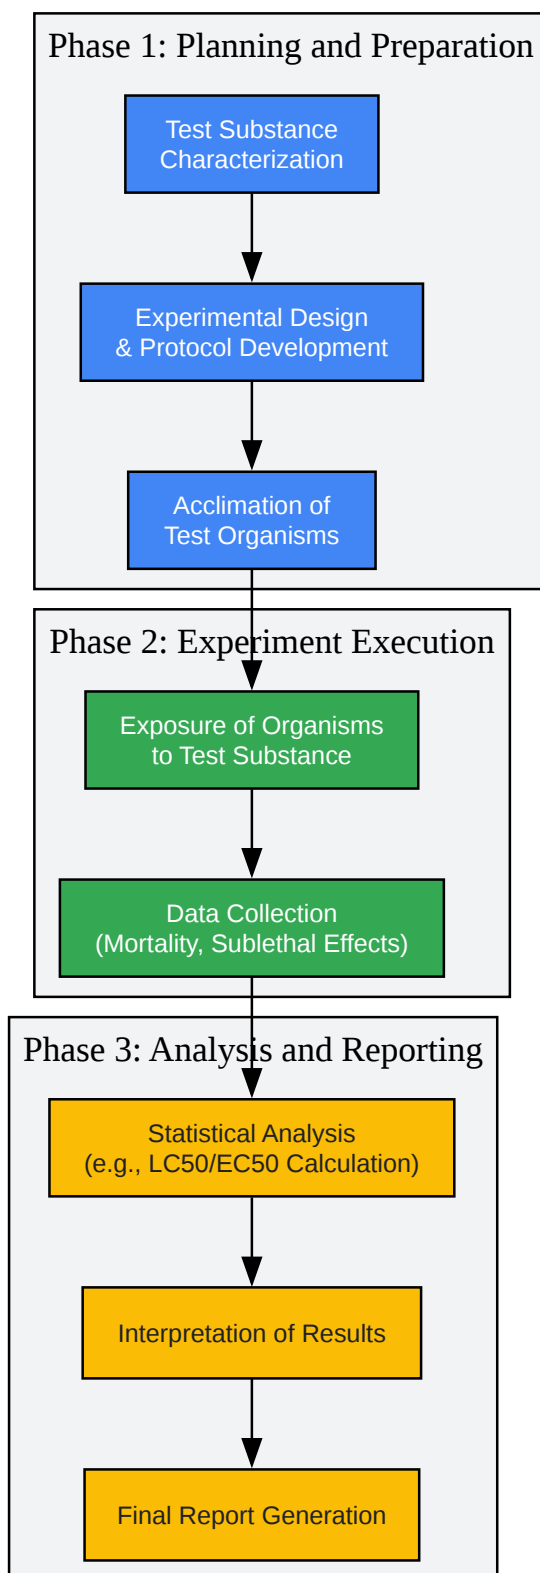 Phase 1: Planning and Preparation
Test Substance
Characterization
Experimental Design
& Protocol Development
Acclimation of
Test Organisms
Phase 2: Experiment Execution
Exposure of Organisms
to Test Substance
Data Collection
(Mortality, Sublethal Effects)
Phase 3: Analysis and Reporting
Statistical Analysis
(e.g., LC50/EC50 Calculation)
Interpretation of Results
Final Report Generation